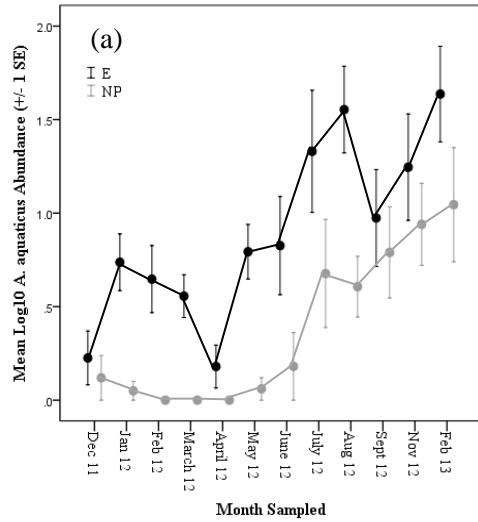 (a)
E
NP
Mean Log10 A. aquaticus Abundance (+/- 1 SE)
2.0
1.5
1.0
.5
.0
Dec 11
Jan 12
Feb 12
March 12
April 12
May 12
June 12
July 12
Aug 12
Sept 12
Nov 12
Feb 13
Month Sampled